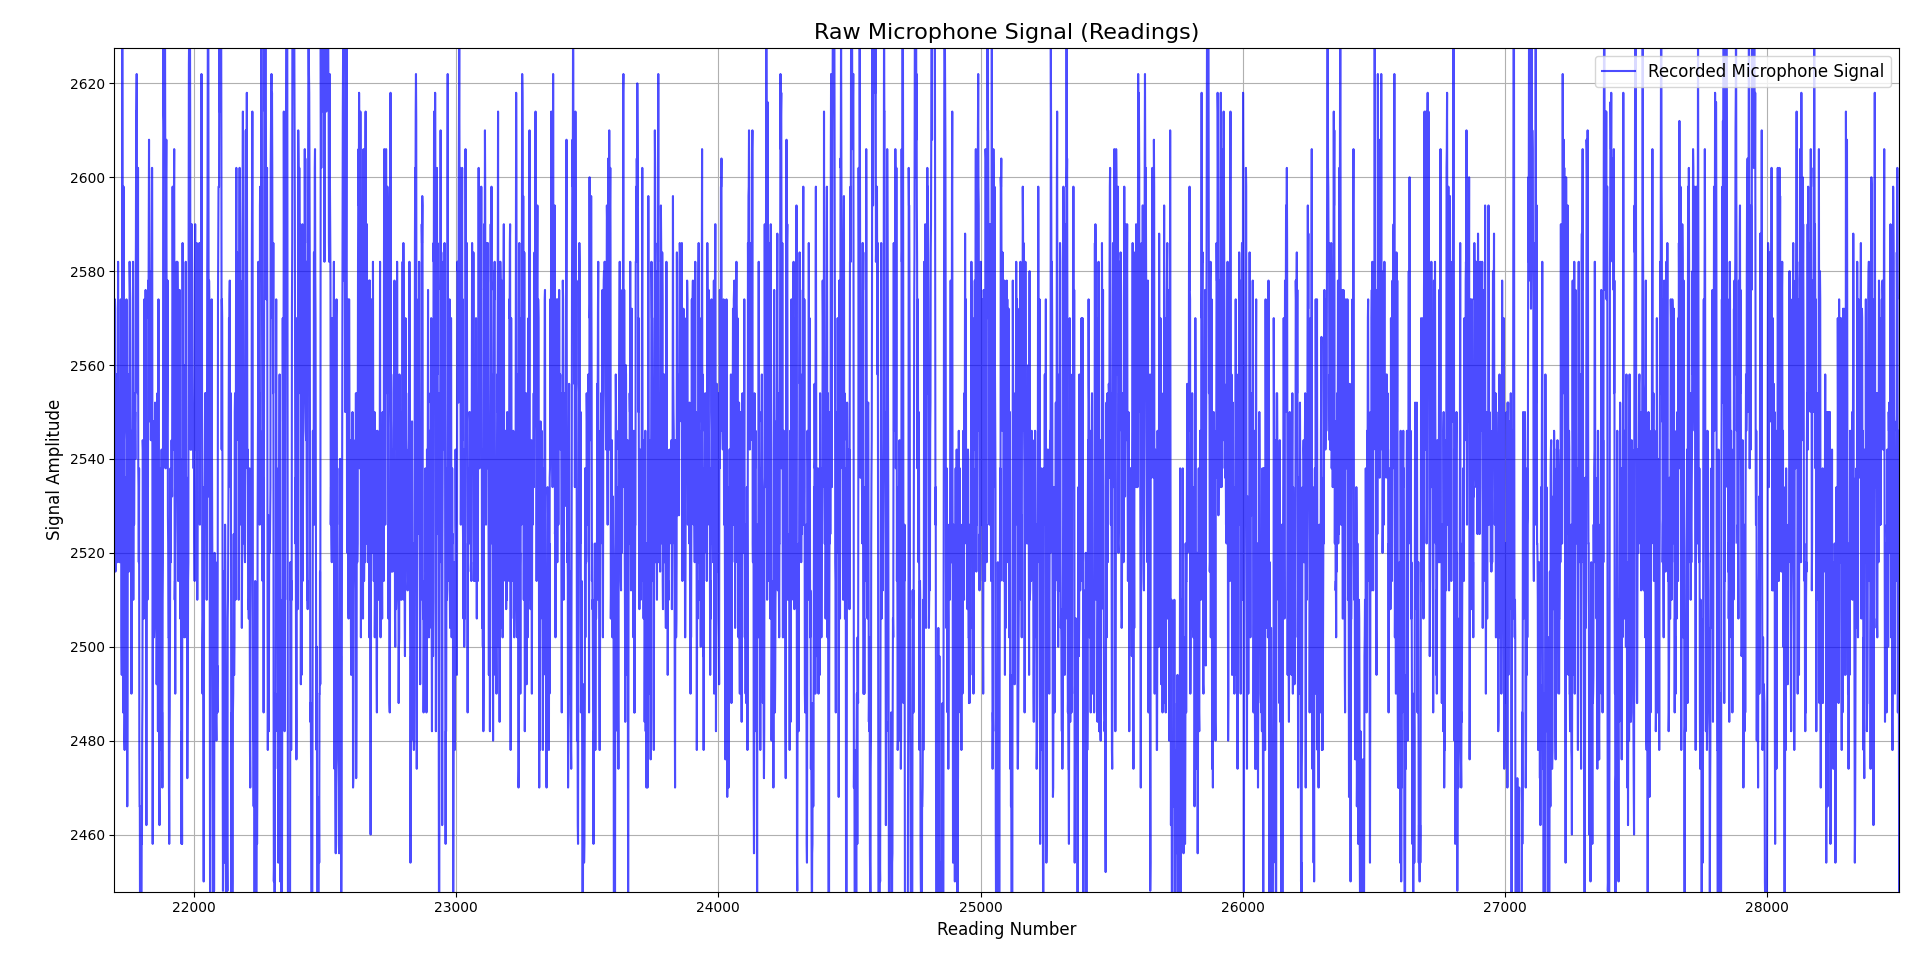 Raw Microphone Signal (Readings)
Recorded Microphone Signal
Signal Amplitude
2620
2600
2580
2560
2540
2520
2500
2480
2460
22000 23000 24000 25000 26000 27000 28000
Reading Number